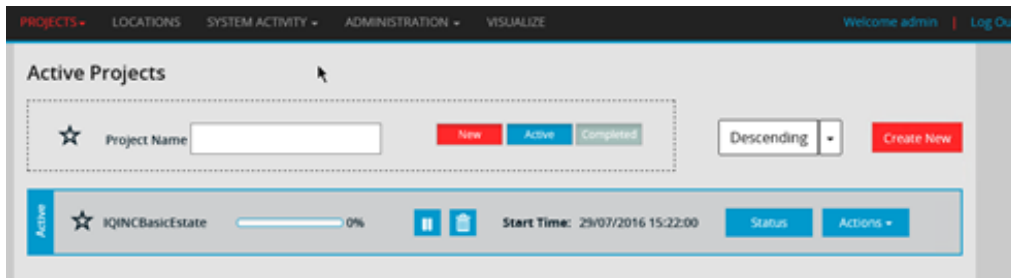 PROJECTS LOCATIONS SYSTEM ACTIVITY ADMINISTRATION VISUALIZE Welcome admin | Log Ou
Active Projects
Project Name New Active Completed Descending Create New
Active IQINCBasicEstate 0% Start Time: 29/07/2016 15:22:00 Status Actions